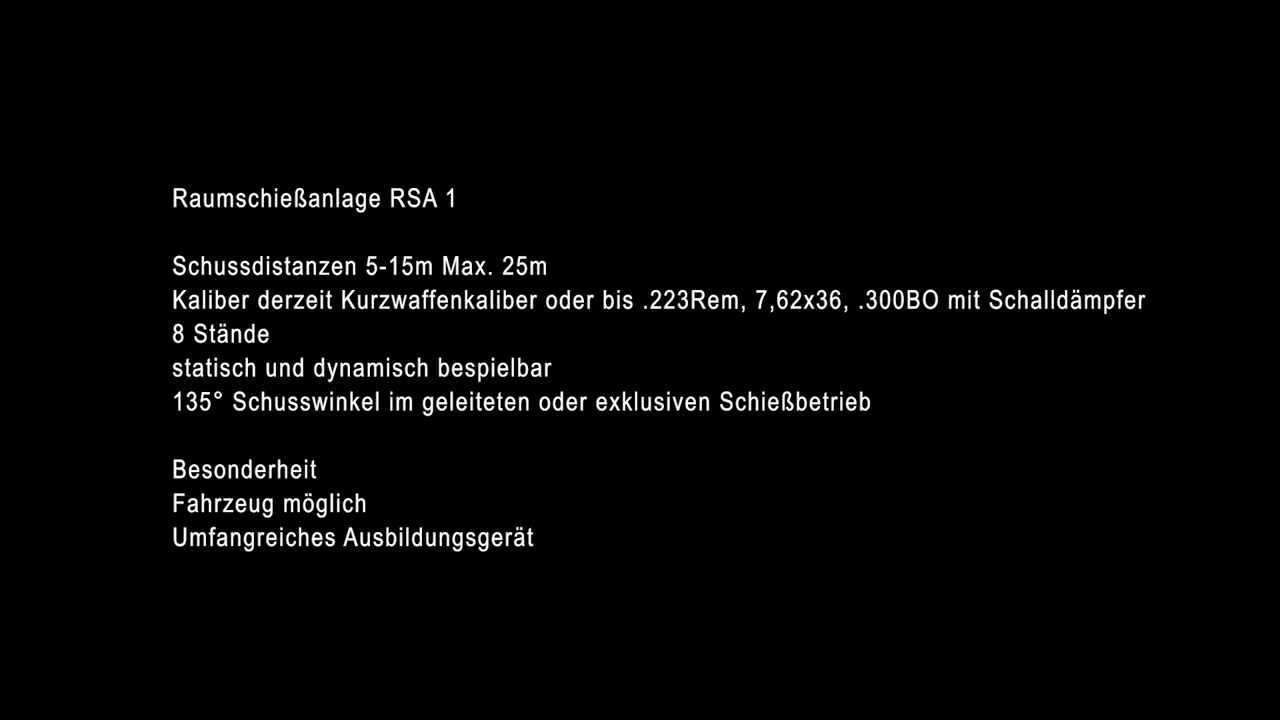 Raumschießanlage RSA 1
Schussdistanzen 5-15m Max. 25m
Kaliber derzeit Kurzwaffenkaliber oder bis .223Rem, 7,62x36, .300BO mit Schalldämpfer
8 Stände
statisch und dynamisch bespielbar
135° Schusswinkel im geleiteten oder exklusiven Schießbetrieb
Besonderheit
Fahrzeug möglich
Umfangreiches Ausbildungsgerät